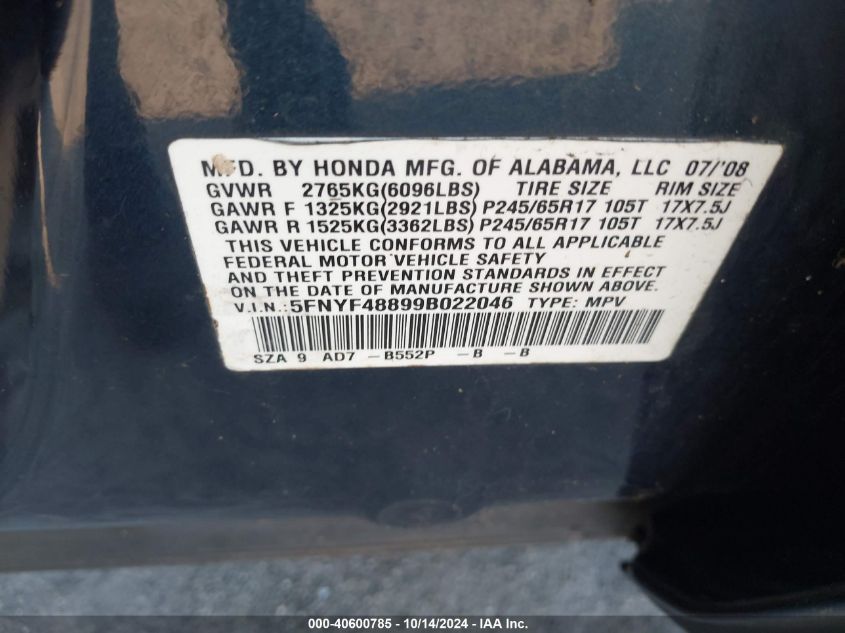 MFD. BY HONDA MFG. OF ALABAMA, LLC 07/'08
GVWR 2765KG(6096LBS) TIRE SIZE RIM SIZE
GAWR F 1325KG(2921LBS) P245/65R17 105T 17X7.5J
GAWR R 1525KG(3362LBS) P245/65R17 105T 17X7.5J
THIS VEHICLE CONFORMS TO ALL APPLICABLE
FEDERAL MOTOR VEHICLE SAFETY
AND THEFT PREVENTION STANDARDS IN EFFECT
ON THE DATE OF MANUFACTURE SHOWN ABOVE.
V.I.N.:5FNYF48899B022046 TYPE: MPV
SZA 9 AD7 -B552P -B -B
000-40600785 - 10/14/2024 - IAA Inc.